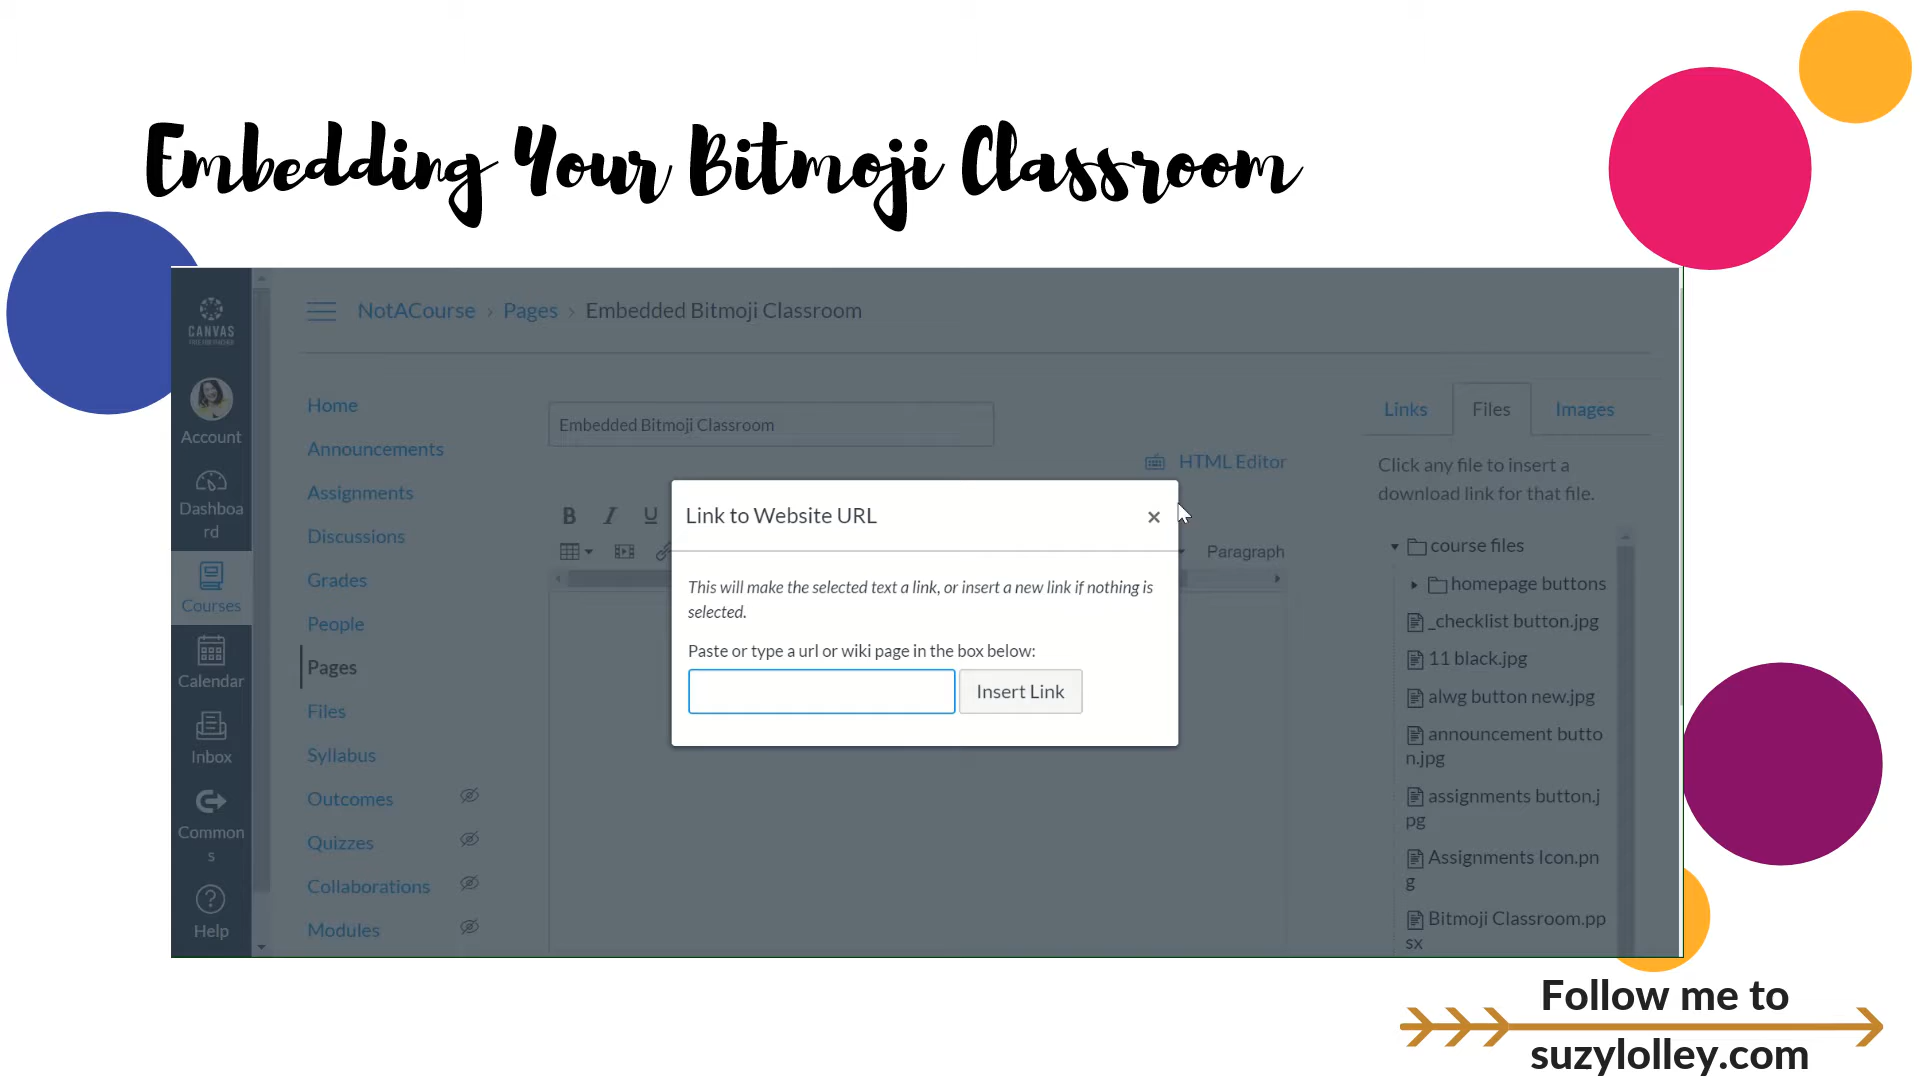 Embedding Your Bitmoji Classroom
CANVAS
NotACourse › Pages › Embedded Bitmoji Classroom
Account
Dashboa
rd
Courses
Calendar
Inbox
Common
s
Help
Home
Announcements
Assignments
Discussions
Grades
People
Pages
Files
Syllabus
Outcomes
Quizzes
Collaborations
Modules
Embedded Bitmoji Classroom
HTML Editor
B I U
Paragraph
Link to Website URL
×
This will make the selected text a link, or insert a new link if nothing is
selected.
Paste or type a url or wiki page in the box below:
Insert Link
Links Files Images
Click any file to insert a
download link for that file.
course files
homepage buttons
_checklist button.jpg
11 black.jpg
alwg button new.jpg
announcement butto
n.jpg
assignments button.j
pg
Assignments Icon.pn
g
Bitmoji Classroom.pp
sx
Follow me to
suzylolley.com